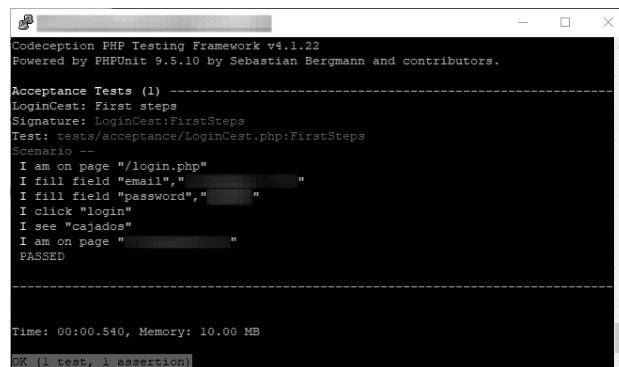 Codeception PHP Testing Framework v4.1.22
Powered by PHPUnit 9.5.10 by Sebastian Bergmann and contributors.
Acceptance Tests (1) ------------------------------------------------------------
LoginCest: First steps
Signature: LoginCest:FirstSteps
Test: tests/acceptance/LoginCest.php:FirstSteps
Scenario --
I am on page "/login.php"
I fill field "email","                "
I fill field "password","      "
I click "login"
I see "cajados"
I am on page "               "
PASSED
---------------------------------------------------------------------------------
Time: 00:00.540, Memory: 10.00 MB
OK (1 test, 1 assertion)